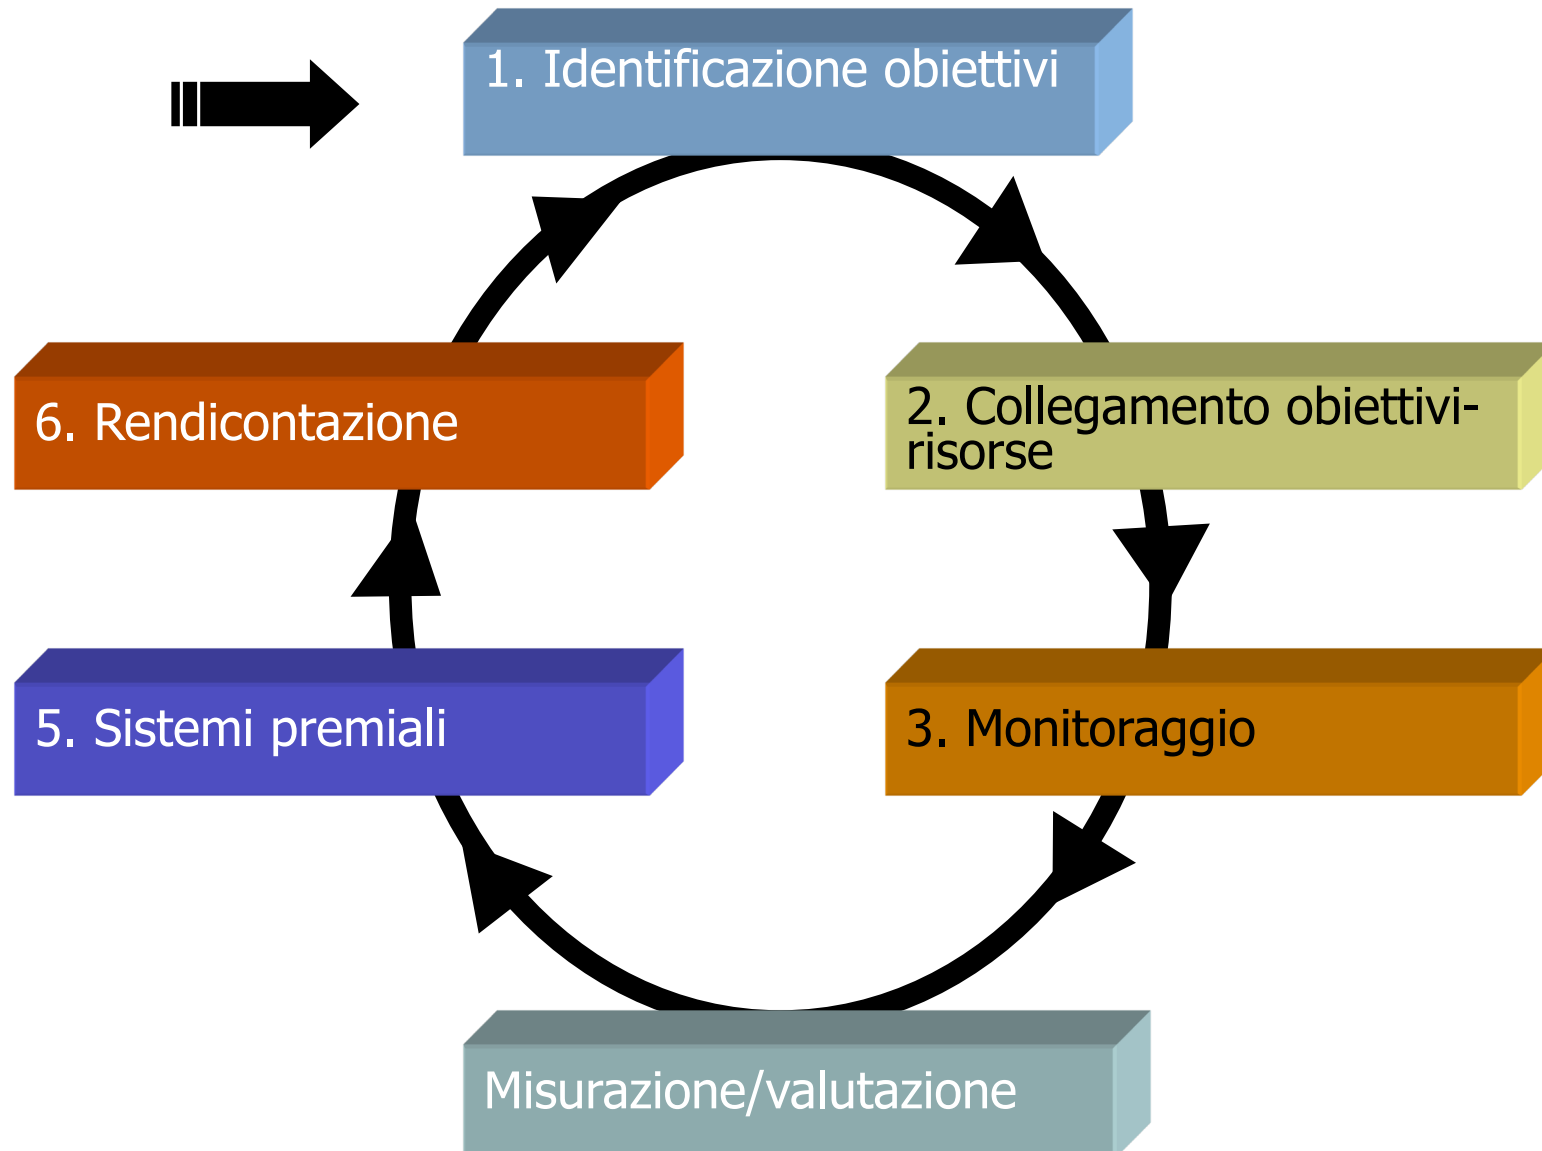 1. Identificazione obiettivi
2. Collegamento obiettivi-
risorse
3. Monitoraggio
Misurazione/valutazione
5. Sistemi premiali
6. Rendicontazione